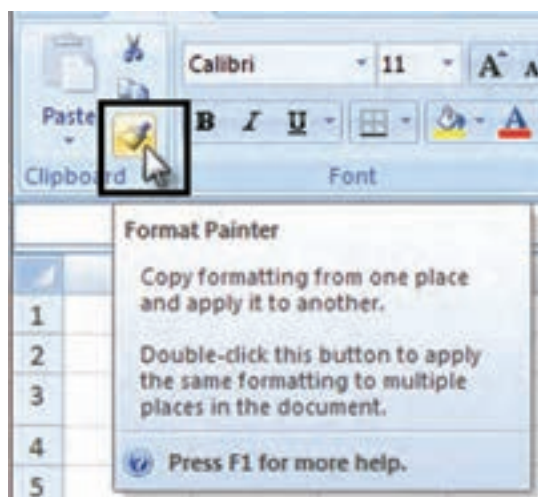 Calibri 11 A A
Paste
B I U A
Clipboard Font
Format Painter
Copy formatting from one place
and apply it to another.
Double-click this button to apply
the same formatting to multiple
places in the document.
Press F1 for more help.
1
2
3
4
5